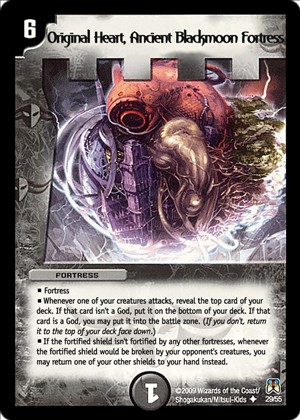 6
Original Heart, Ancient Blackmoon Fortress
FORTRESS
■ Fortress
■ Whenever one of your creatures attacks, reveal the top card of your
deck. If that card isn't a God, put it on the bottom of your deck. If that
card is a God, you may put it into the battle zone. (If you don't, return
it to the top of your deck face down.)
■ If the fortified shield isn't fortified by any other fortresses, whenever
the fortified shield would be broken by your opponent's creatures, you
may return one of your other shields to your hand instead.
1
©2009 Wizards of the Coast/
Shogakukan/Mitsui-Kids
29/55